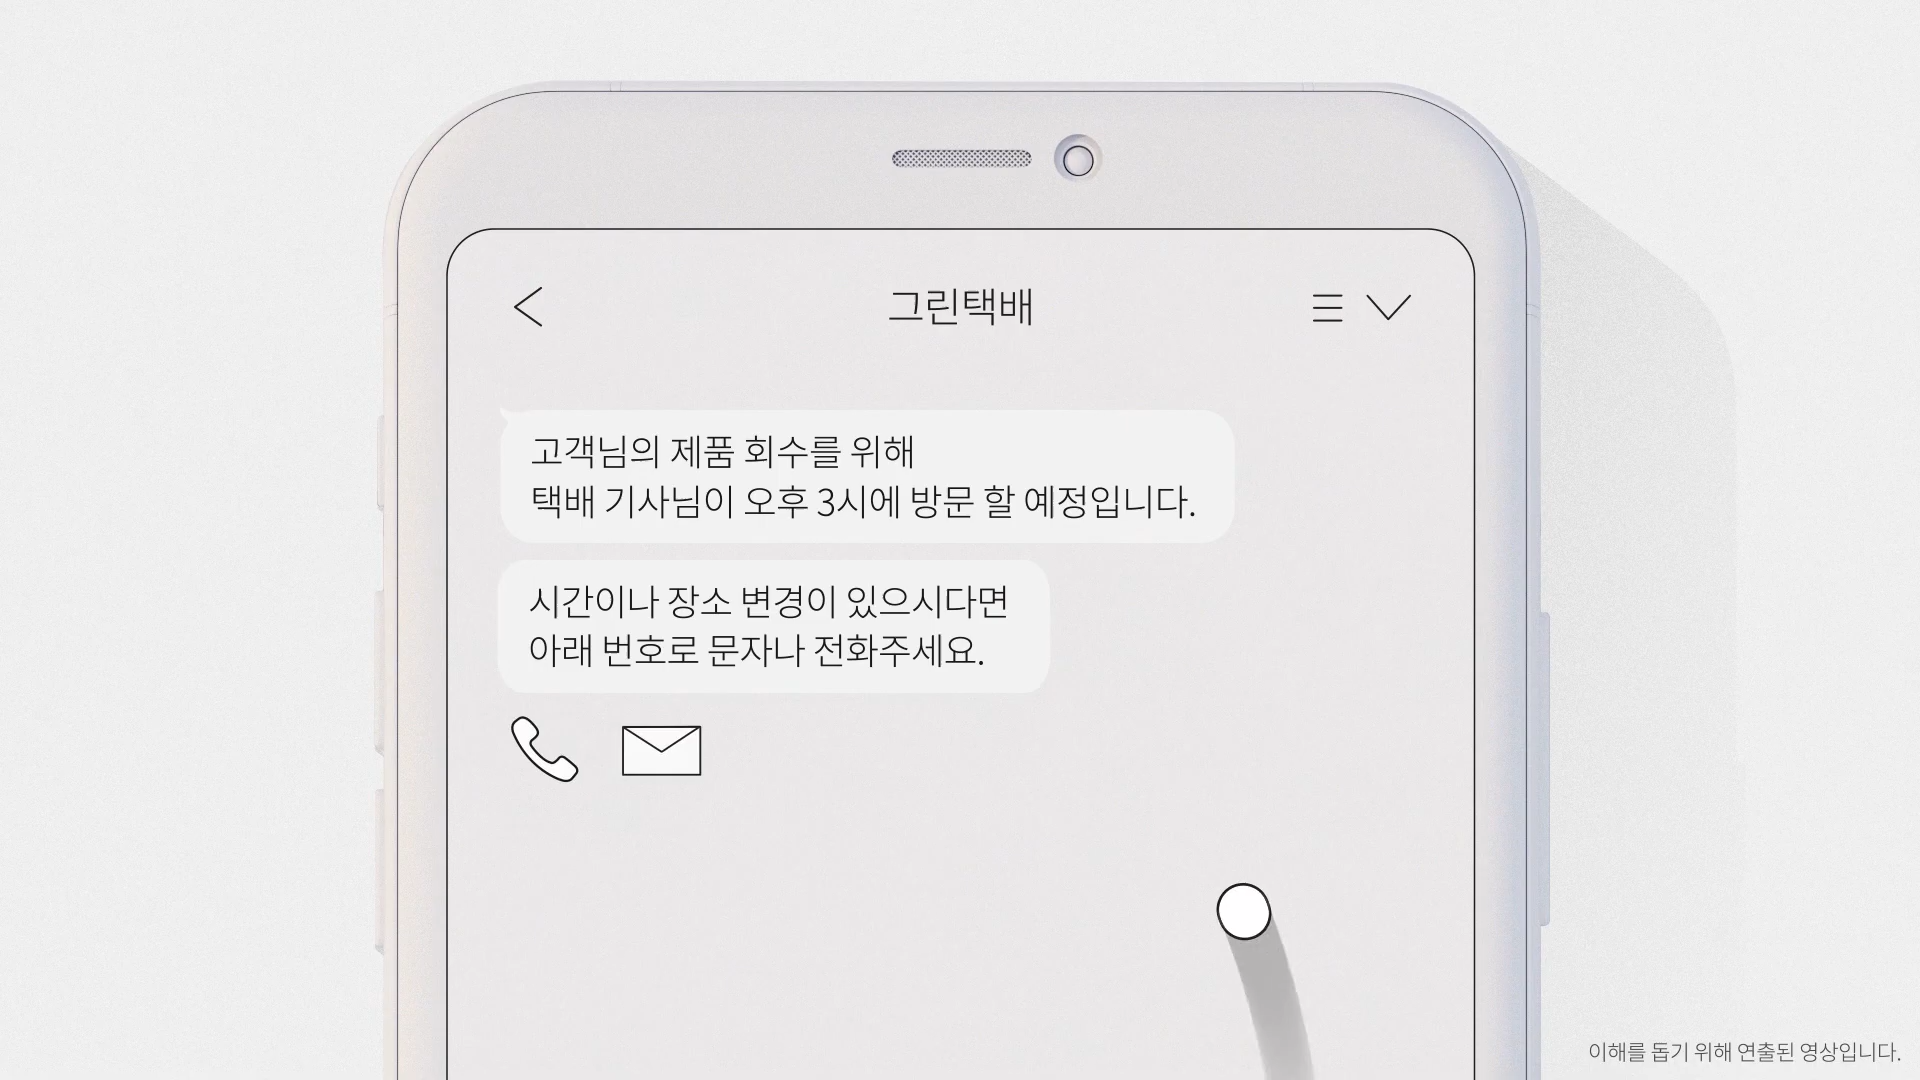 그린택배
고객님의 제품 회수를 위해
택배 기사님이 오후 3시에 방문 할 예정입니다.
시간이나 장소 변경이 있으시다면
아래 번호로 문자나 전화주세요.
이해를 돕기 위해 연출된 영상입니다.